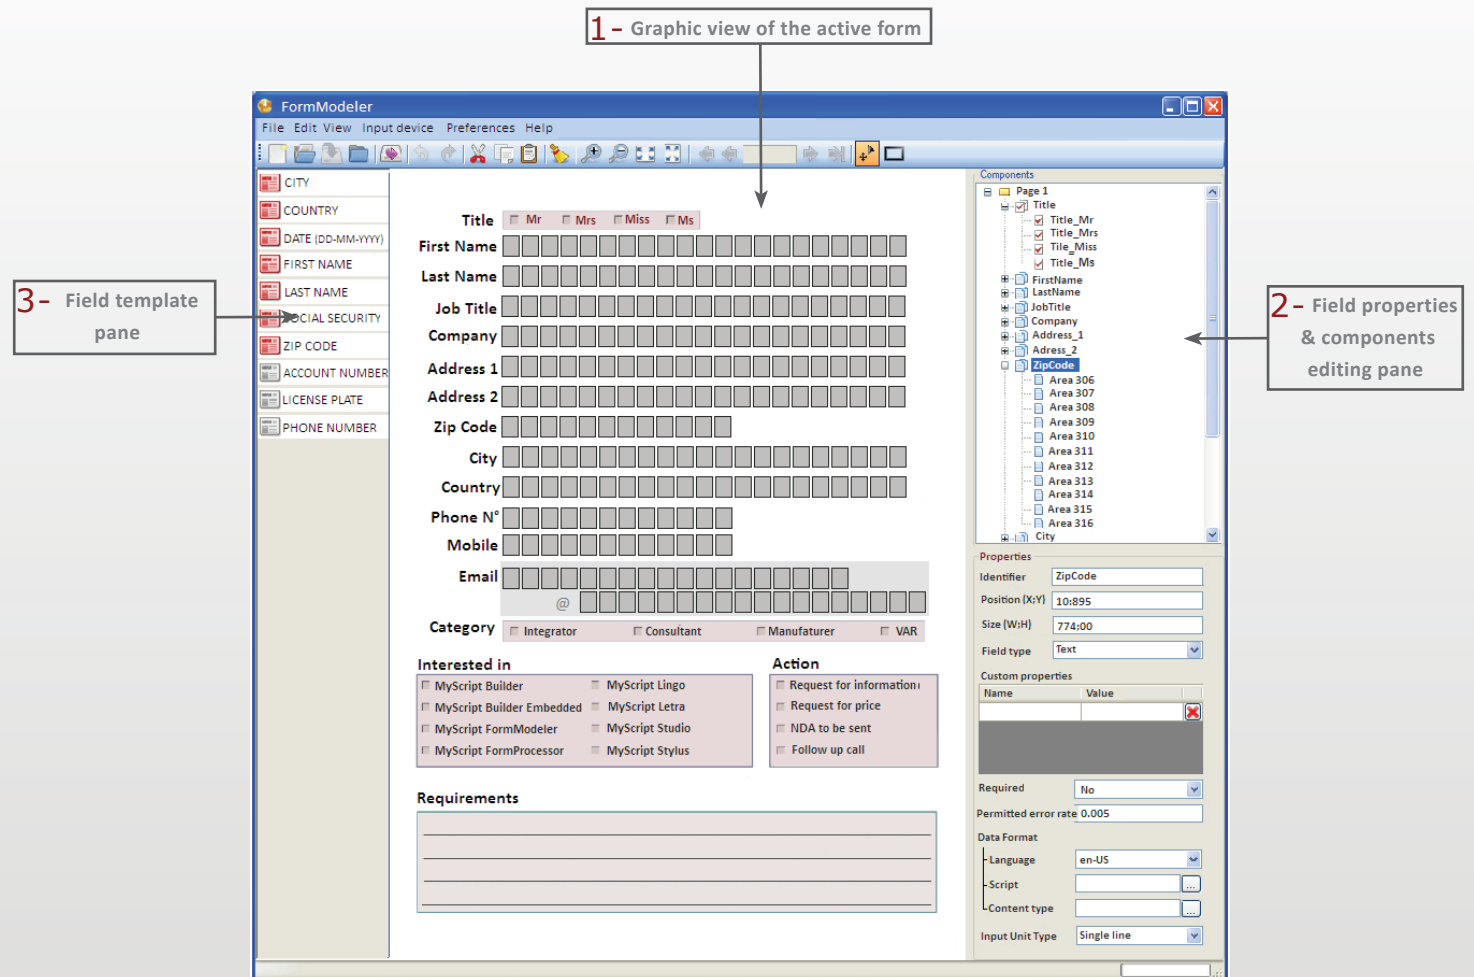 1- Graphic view of the active form
FormModeler
File Edit View Input device Preferences Help
CITY
COUNTRY
DATE (DD-MM-YYYY)
FIRST NAME
LAST NAME
SOCIAL SECURITY
ZIP CODE
ACCOUNT NUMBER
LICENSE PLATE
PHONE NUMBER
3- Field template
pane
Title Mr Mrs Miss Ms
First Name
Last Name
Job Title
Company
Address 1
Address 2
Zip Code
City
Country
Phone N°
Mobile
Email
@
Category Integrator Consultant Manufaturer VAR
Interested in
MyScript Builder MyScript Lingo
MyScript Builder Embedded MyScript Letra
MyScript FormModeler MyScript Studio
MyScript FormProcessor MyScript Stylus
Action
Request for information
Request for price
NDA to be sent
Follow up call
Requirements
Components
Page 1
Title
Title_Mr
Title_Mrs
Tile_Miss
Title_Ms
FirstName
LastName
JobTitle
Company
Address_1
Adress_2
ZipCode
Area 306
Area 307
Area 308
Area 309
Area 310
Area 311
Area 312
Area 313
Area 314
Area 315
Area 316
City
2- Field properties
& components
editing pane
Properties
Identifier ZipCode
Position (X;Y) 10:895
Size (W;H) 774;00
Field type Text
Custom properties
Name Value
Required No
Permitted error rate 0.005
Data Format
Language en-US
Script ...
Content type ...
Input Unit Type Single line